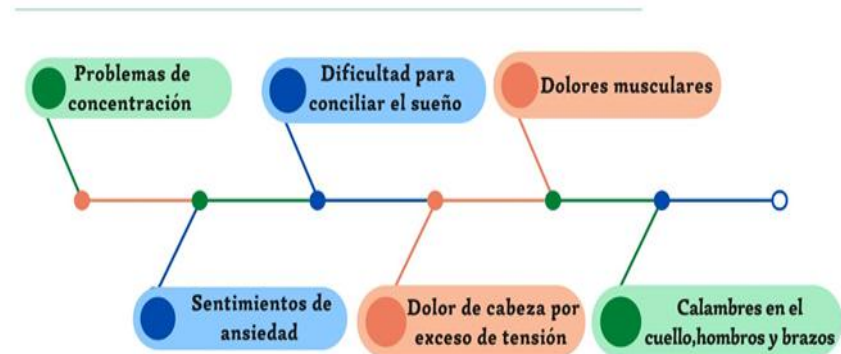 Problemas de
concentración
Dificultad para
conciliar el sueño
Dolores musculares
Sentimientos de
ansiedad
Dolor de cabeza por
exceso de tensión
Calambres en el
cuello,hombros y brazos